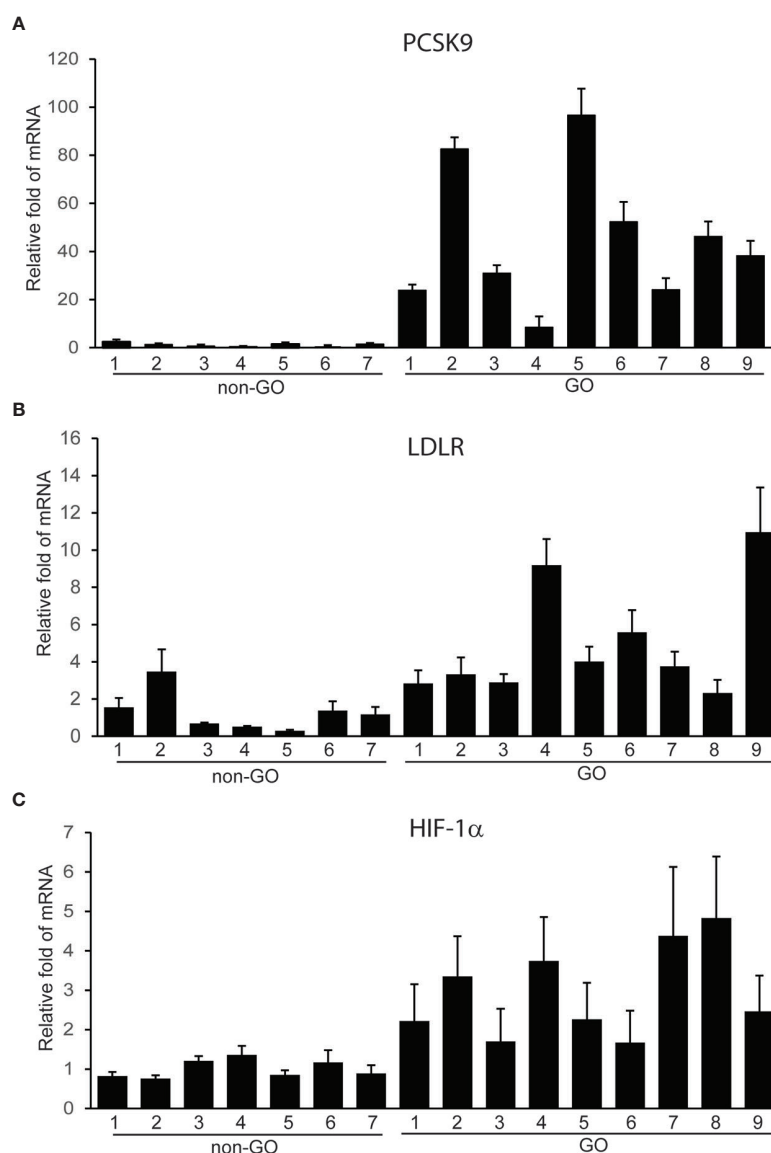 A
PCSK9
Relative fold of mRNA
120
100
80
60
40
20
0
1 2 3 4 5 6 7 1 2 3 4 5 6 7 8 9
non-GO GO
B
LDLR
Relative fold of mRNA
16
14
12
10
8
6
4
2
0
1 2 3 4 5 6 7 1 2 3 4 5 6 7 8 9
non-GO GO
C
HIF-1α
Relative fold of mRNA
7
6
5
4
3
2
1
0
1 2 3 4 5 6 7 1 2 3 4 5 6 7 8 9
non-GO GO